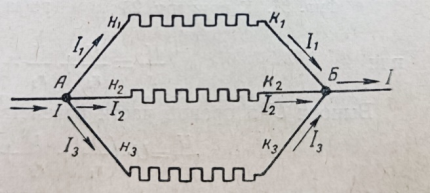 н₁ к₁
I₁ I₁
А н₂ к₂ Б I
I I₂ I₂
I₃ н₃ к₃ I₃